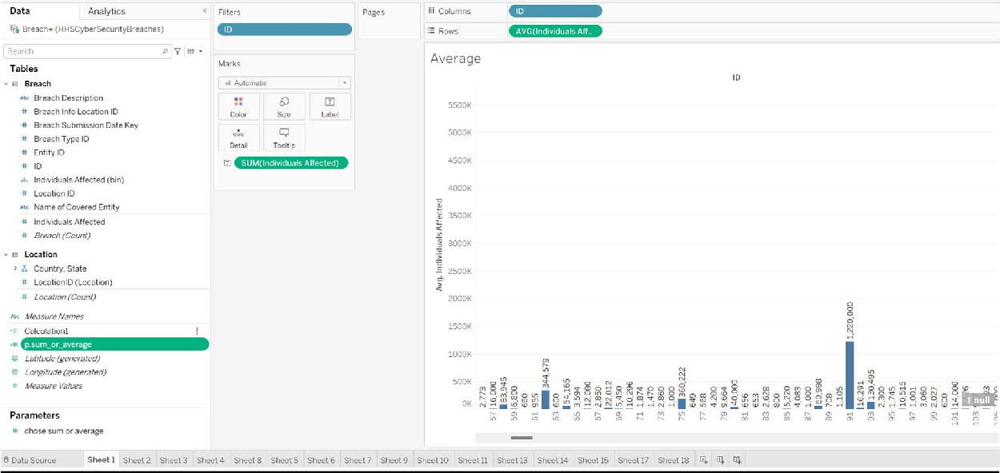 Data
Analytics
Breach+ (HHSCyberSecurityBreaches)
Search
Tables
Breach
Abc Breach Description
# Breach Info Location ID
# Breach Submission Date Key
# Breach Type ID
# Entity ID
# ID
Individuals Affected (bin)
# Location ID
Abc Name of Covered Entity
# Individuals Affected
# Breach (Count)
Location
Country, State
# LocationID (Location)
# Location (Count)
Abc Measure Names
=# Calculation1 !
=# p.sum_or_average
Latitude (generated)
Longitude (generated)
# Measure Values
Parameters
# chose sum or average
Filters
ID
Marks
Automatic
Color
Size
Label
Detail
Tooltip
SUM(Individuals Affected)
Pages
Columns
ID
Rows
AVG(Individuals Aff..
Average
ID
Avg. Individuals Affected
5500K
5000K
4500K
4000K
3500K
3000K
2500K
2000K
1500K
1000K
500K
0K
2,773
16,000
83,945
6,800
660
955
344,579
600
54,165
3,594
12,000
2,850
22,012
5,450
10,296
1,874
1,470
2,860
1,000
360,222
649
568
4,200
9,664
40,000
656
653
2,628
800
5,220
4,083
1,000
60,998
708
1,105
1,220,000
16,291
130,495
2,300
1,745
10,515
1,001
3,060
2,027
600
14,000
1 null
57
59
61
63
65
67
69
71
73
75
77
79
81
83
85
87
89
91
93
95
97
99
101
103
105
Data Source
Sheet 1
Sheet 2
Sheet 3
Sheet 4
Sheet 8
Sheet 5
Sheet 6
Sheet 7
Sheet 9
Sheet 10
Sheet 11
Sheet 13
Sheet 14
Sheet 15
Sheet 17
Sheet 18